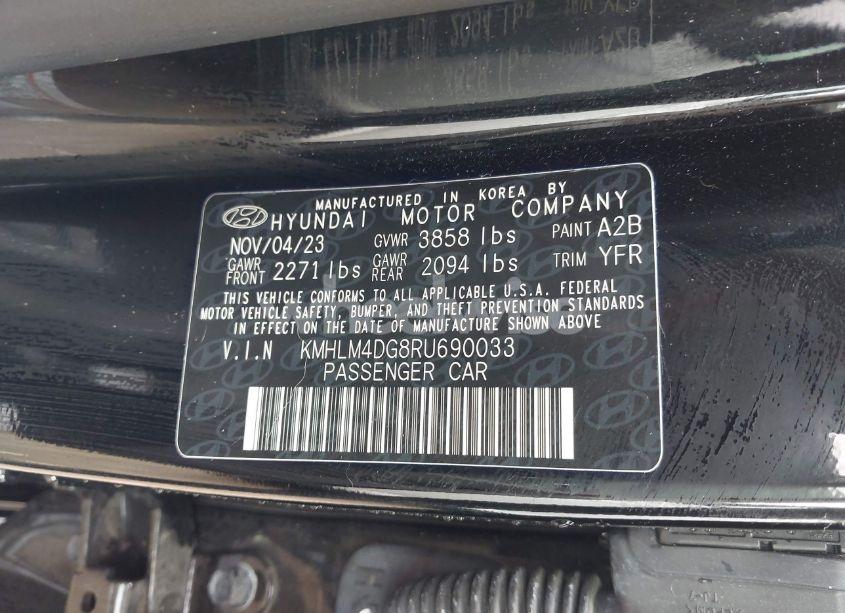 MANUFACTURED IN KOREA BY
HYUNDAI MOTOR COMPANY
NOV/04/23 GVWR 3858 lbs PAINT A2B
GAWR FRONT 2271 lbs GAWR REAR 2094 lbs TRIM YFR
THIS VEHICLE CONFORMS TO ALL APPLICABLE U.S.A. FEDERAL
MOTOR VEHICLE SAFETY, BUMPER, AND THEFT PREVENTION STANDARDS
IN EFFECT ON THE DATE OF MANUFACTURE SHOWN ABOVE
V.I.N KMHLM4DG8RU690033
PASSENGER CAR